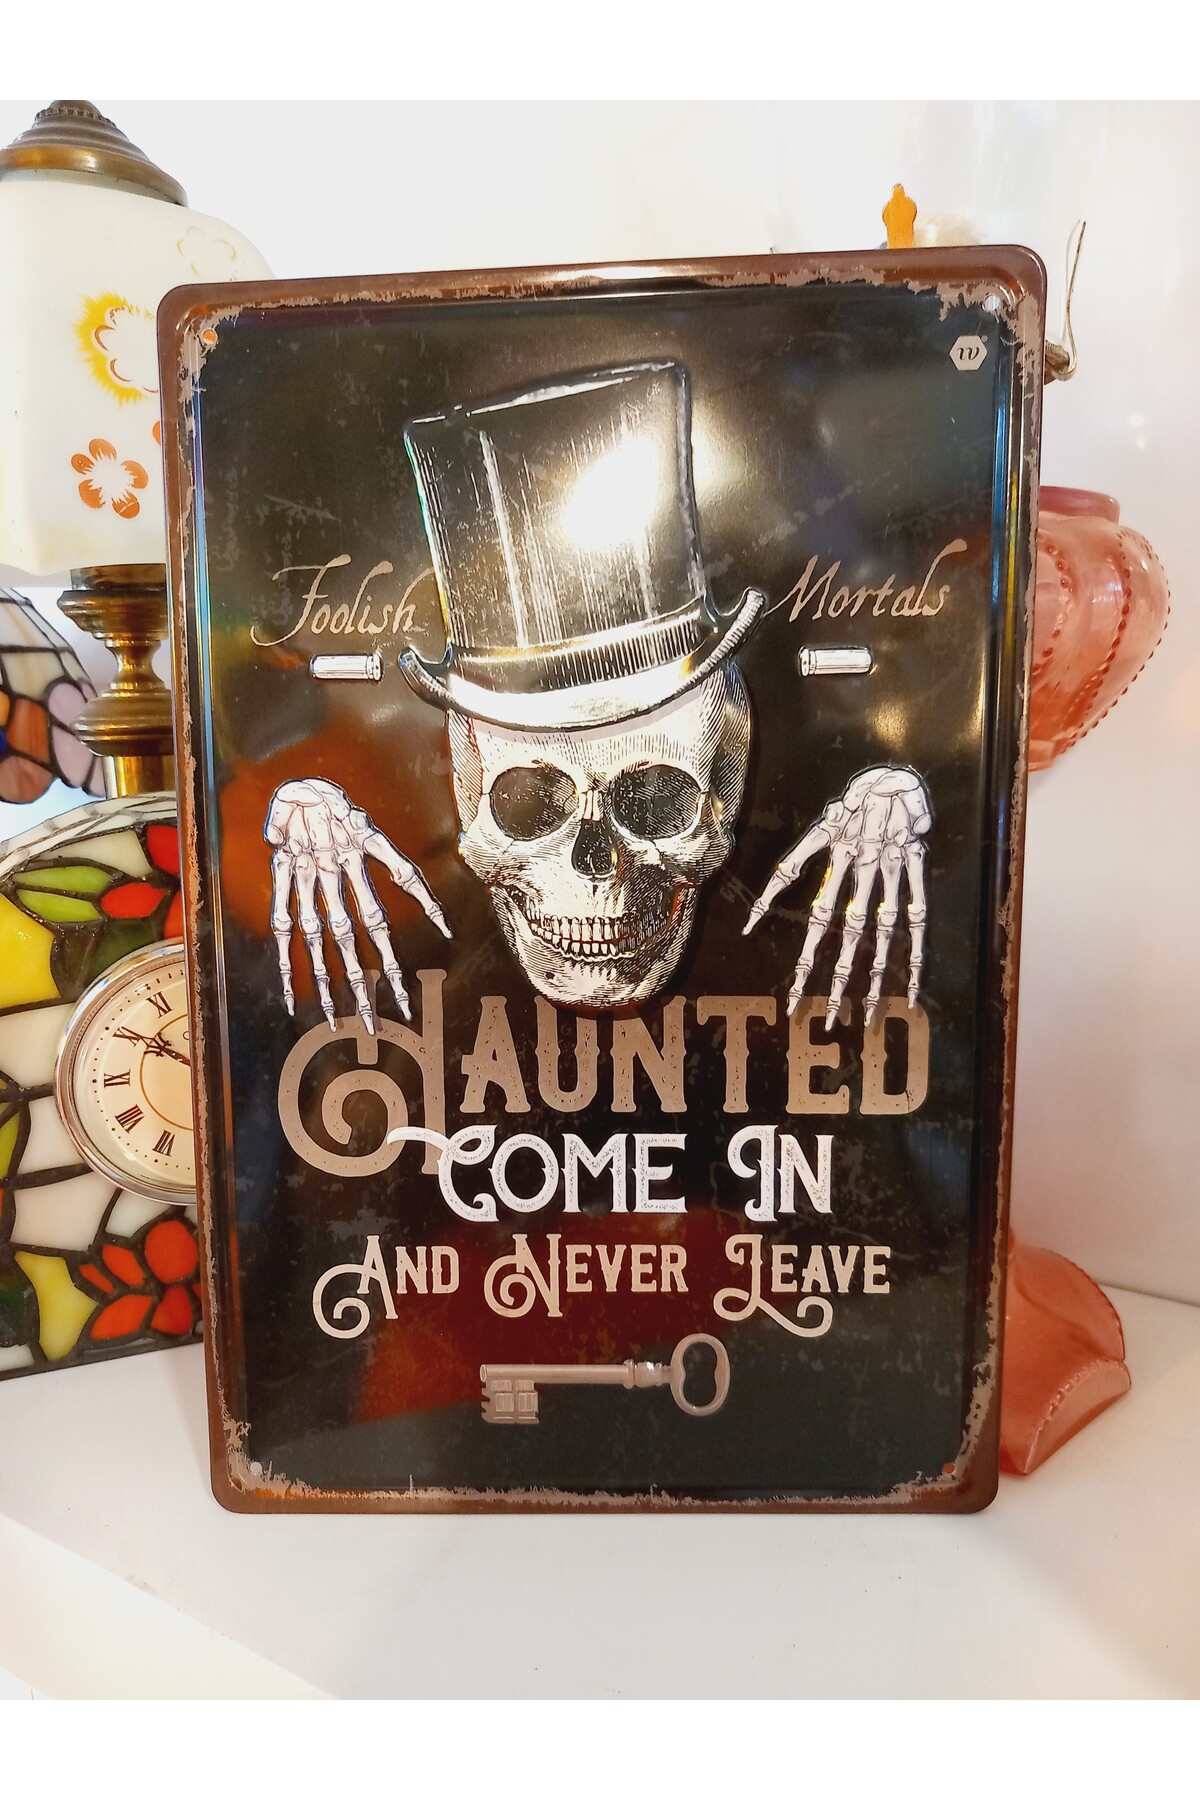 w
Foolish Mortals
HAUNTED
COME IN
AND NEVER LEAVE